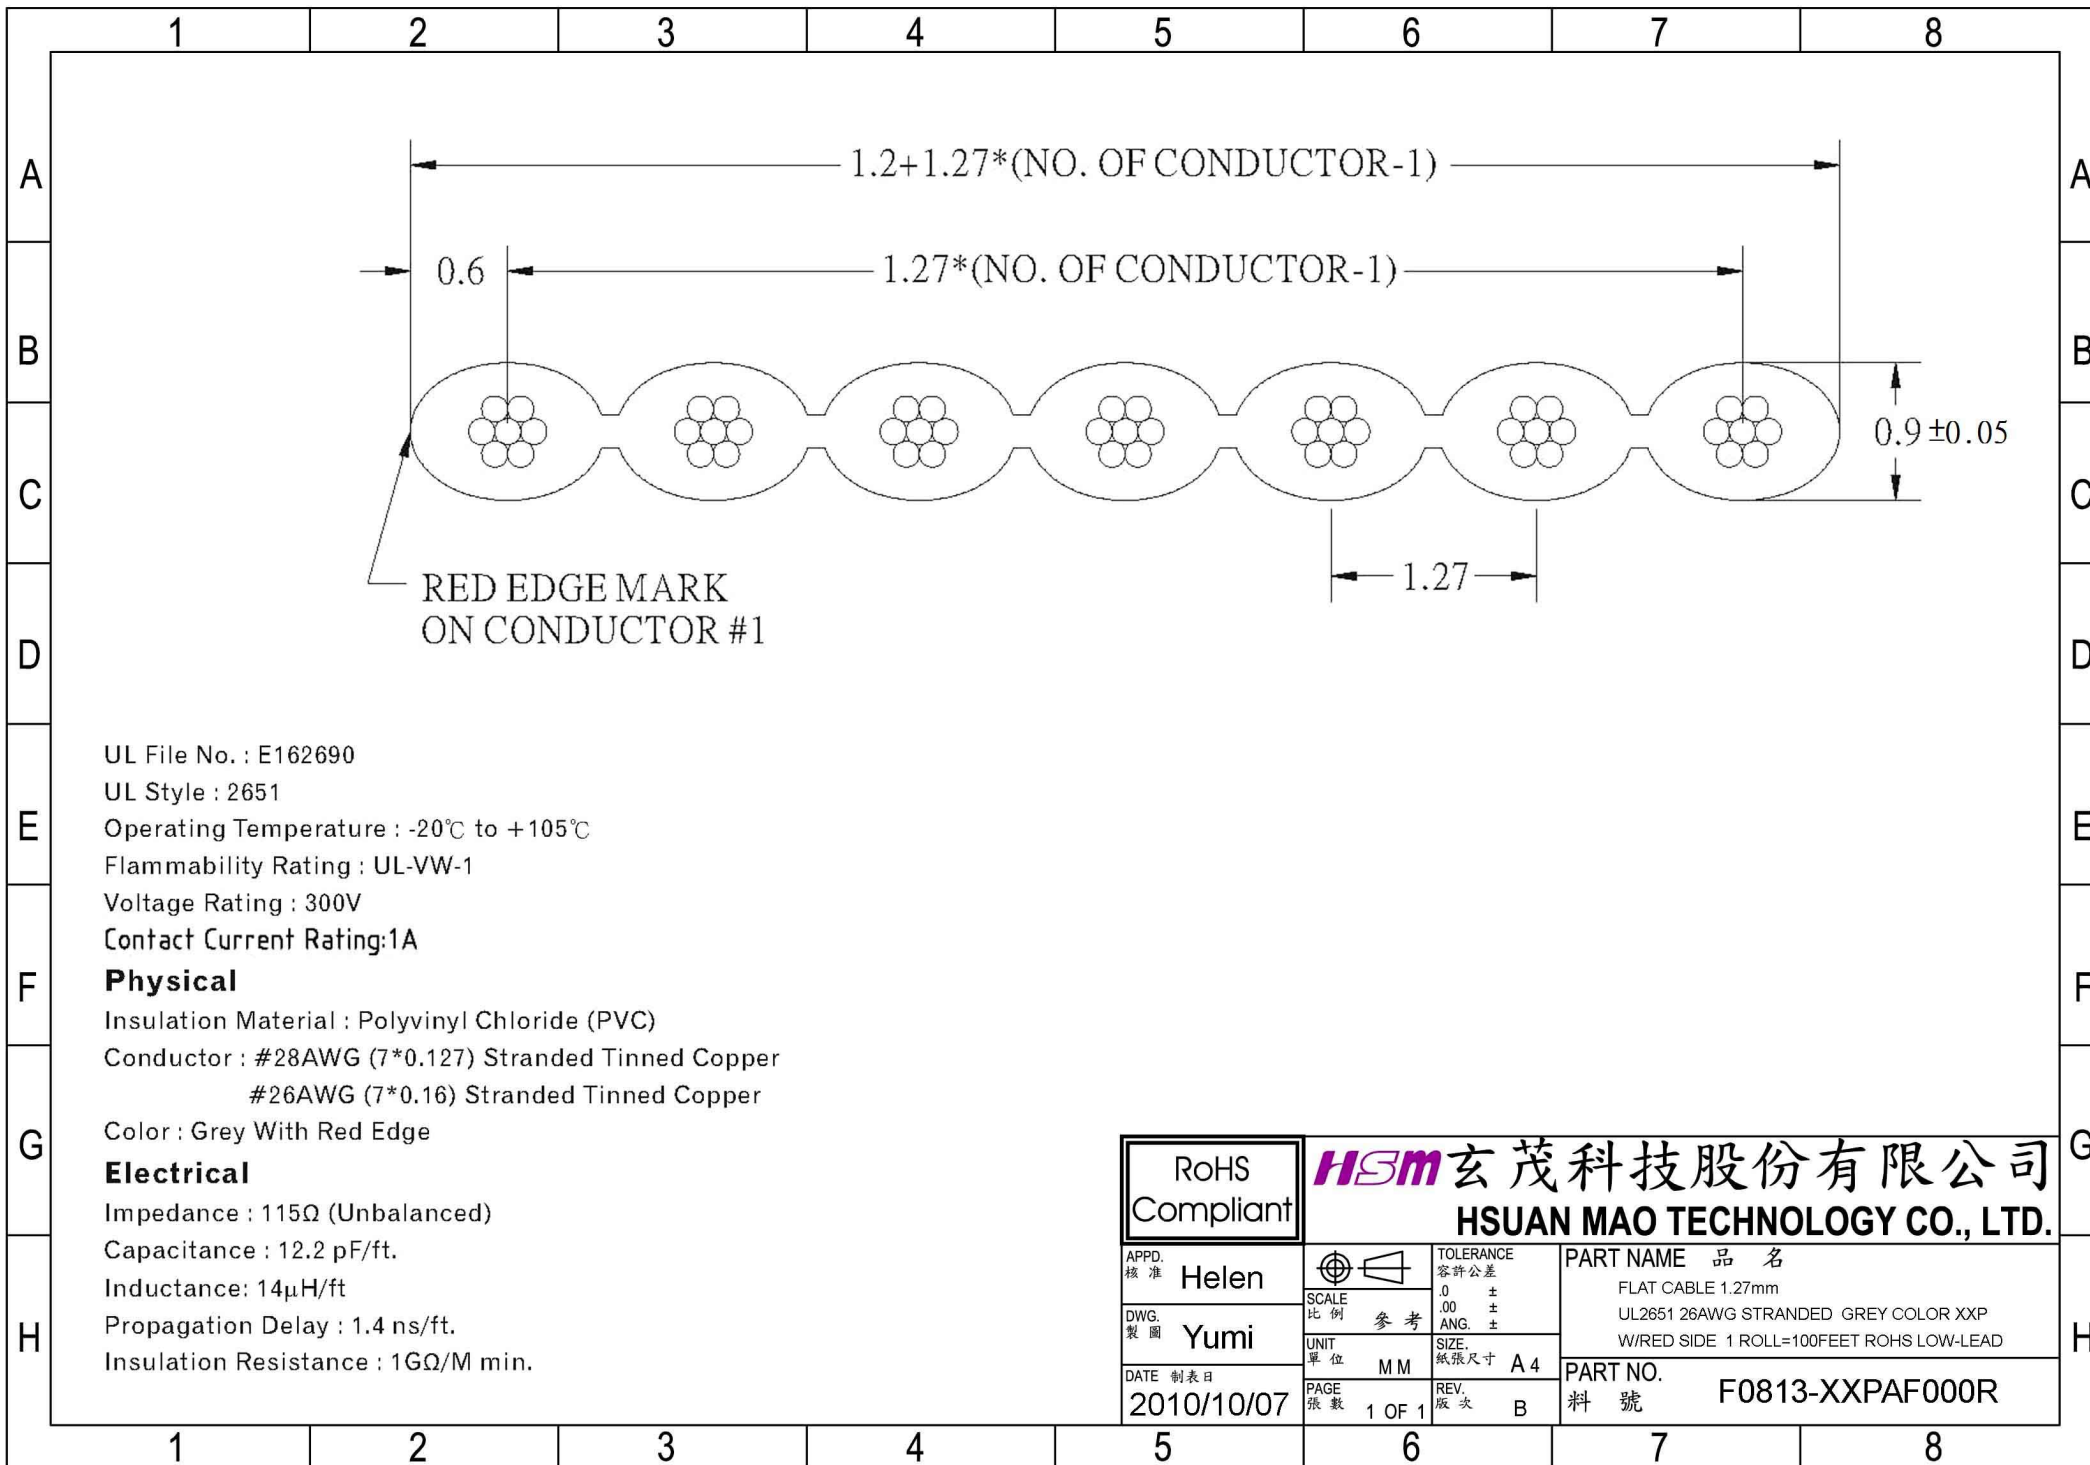 1 2 3 4 5 6 7 8
A A
1.2+1.27*(NO. OF CONDUCTOR-1)
0.6 1.27*(NO. OF CONDUCTOR-1)
B B
0.9±0.05
C C
1.27
RED EDGE MARK
ON CONDUCTOR #1
D D
UL File No. : E162690
UL Style : 2651
E E
Operating Temperature : -20℃ to +105℃
Flammability Rating : UL-VW-1
Voltage Rating : 300V
Contact Current Rating:1A
F F
Physical
Insulation Material : Polyvinyl Chloride (PVC)
Conductor : #28AWG (7*0.127) Stranded Tinned Copper
#26AWG (7*0.16) Stranded Tinned Copper
Color : Grey With Red Edge
G G
Electrical
Impedance : 115Ω (Unbalanced)
Capacitance : 12.2 pF/ft.
Inductance: 14µH/ft
Propagation Delay : 1.4 ns/ft.
Insulation Resistance : 1GΩ/M min.
H H
RoHS
Compliant
HSm 玄茂科技股份有限公司
HSUAN MAO TECHNOLOGY CO., LTD.
APPD.
核准 Helen
DWG.
製圖 Yumi
DATE 制表日
2010/10/07
SCALE
比例 參考
UNIT
單位 MM
PAGE
張數 1 OF 1
TOLERANCE
容許公差
.0 ±
.00 ±
ANG. ±
SIZE.
紙張尺寸 A4
REV.
版次 B
PART NAME 品名
FLAT CABLE 1.27mm
UL2651 26AWG STRANDED GREY COLOR XXP
W/RED SIDE 1 ROLL=100FEET ROHS LOW-LEAD
PART NO.
料號 F0813-XXPAF000R
1 2 3 4 5 6 7 8